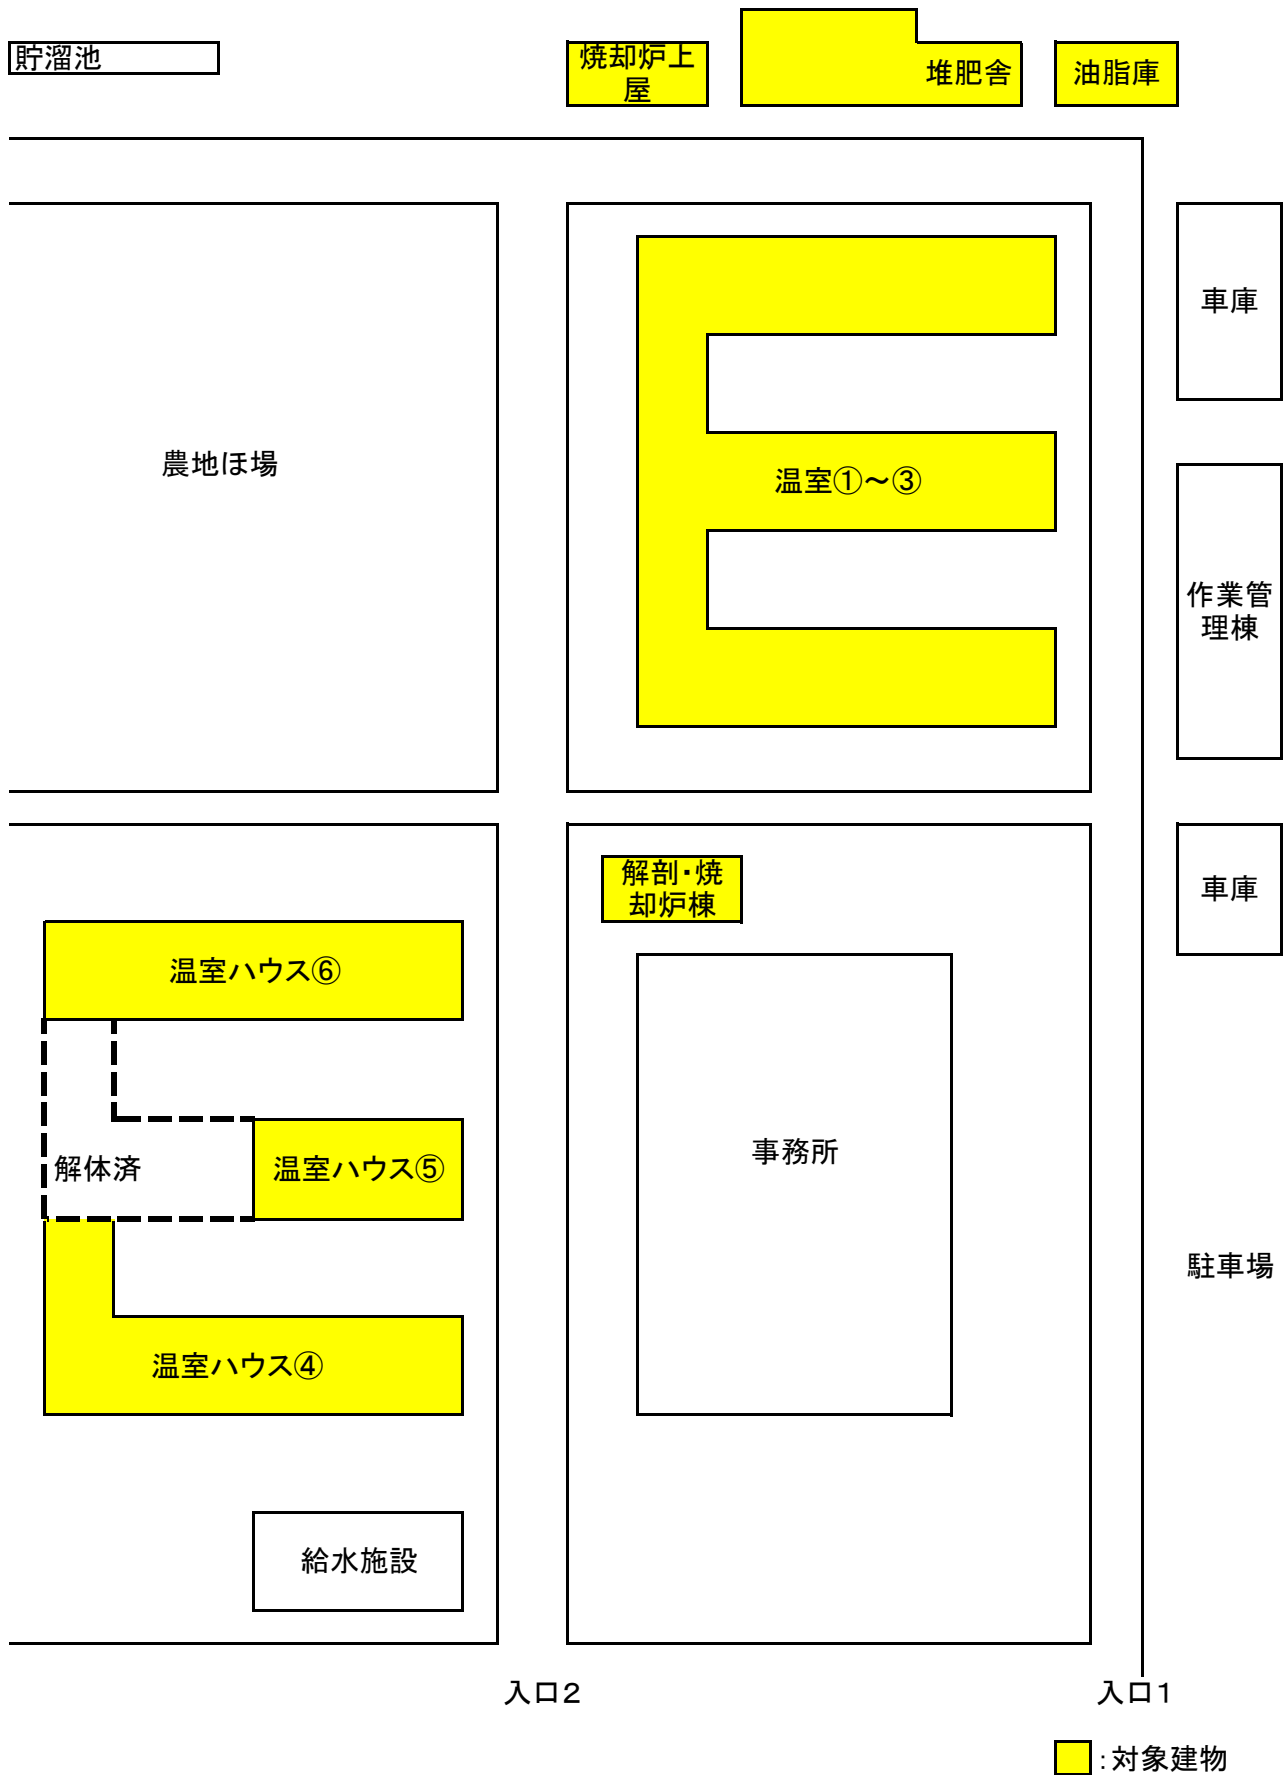 貯溜池
焼却炉上
屋
堆肥舎
油脂庫
車庫
農地ほ場
温室①～③
作業管
理棟
解剖・焼
却炉棟
車庫
温室ハウス⑥
事務所
解体済
温室ハウス⑤
駐車場
温室ハウス④
給水施設
入口２
入口１
：対象建物